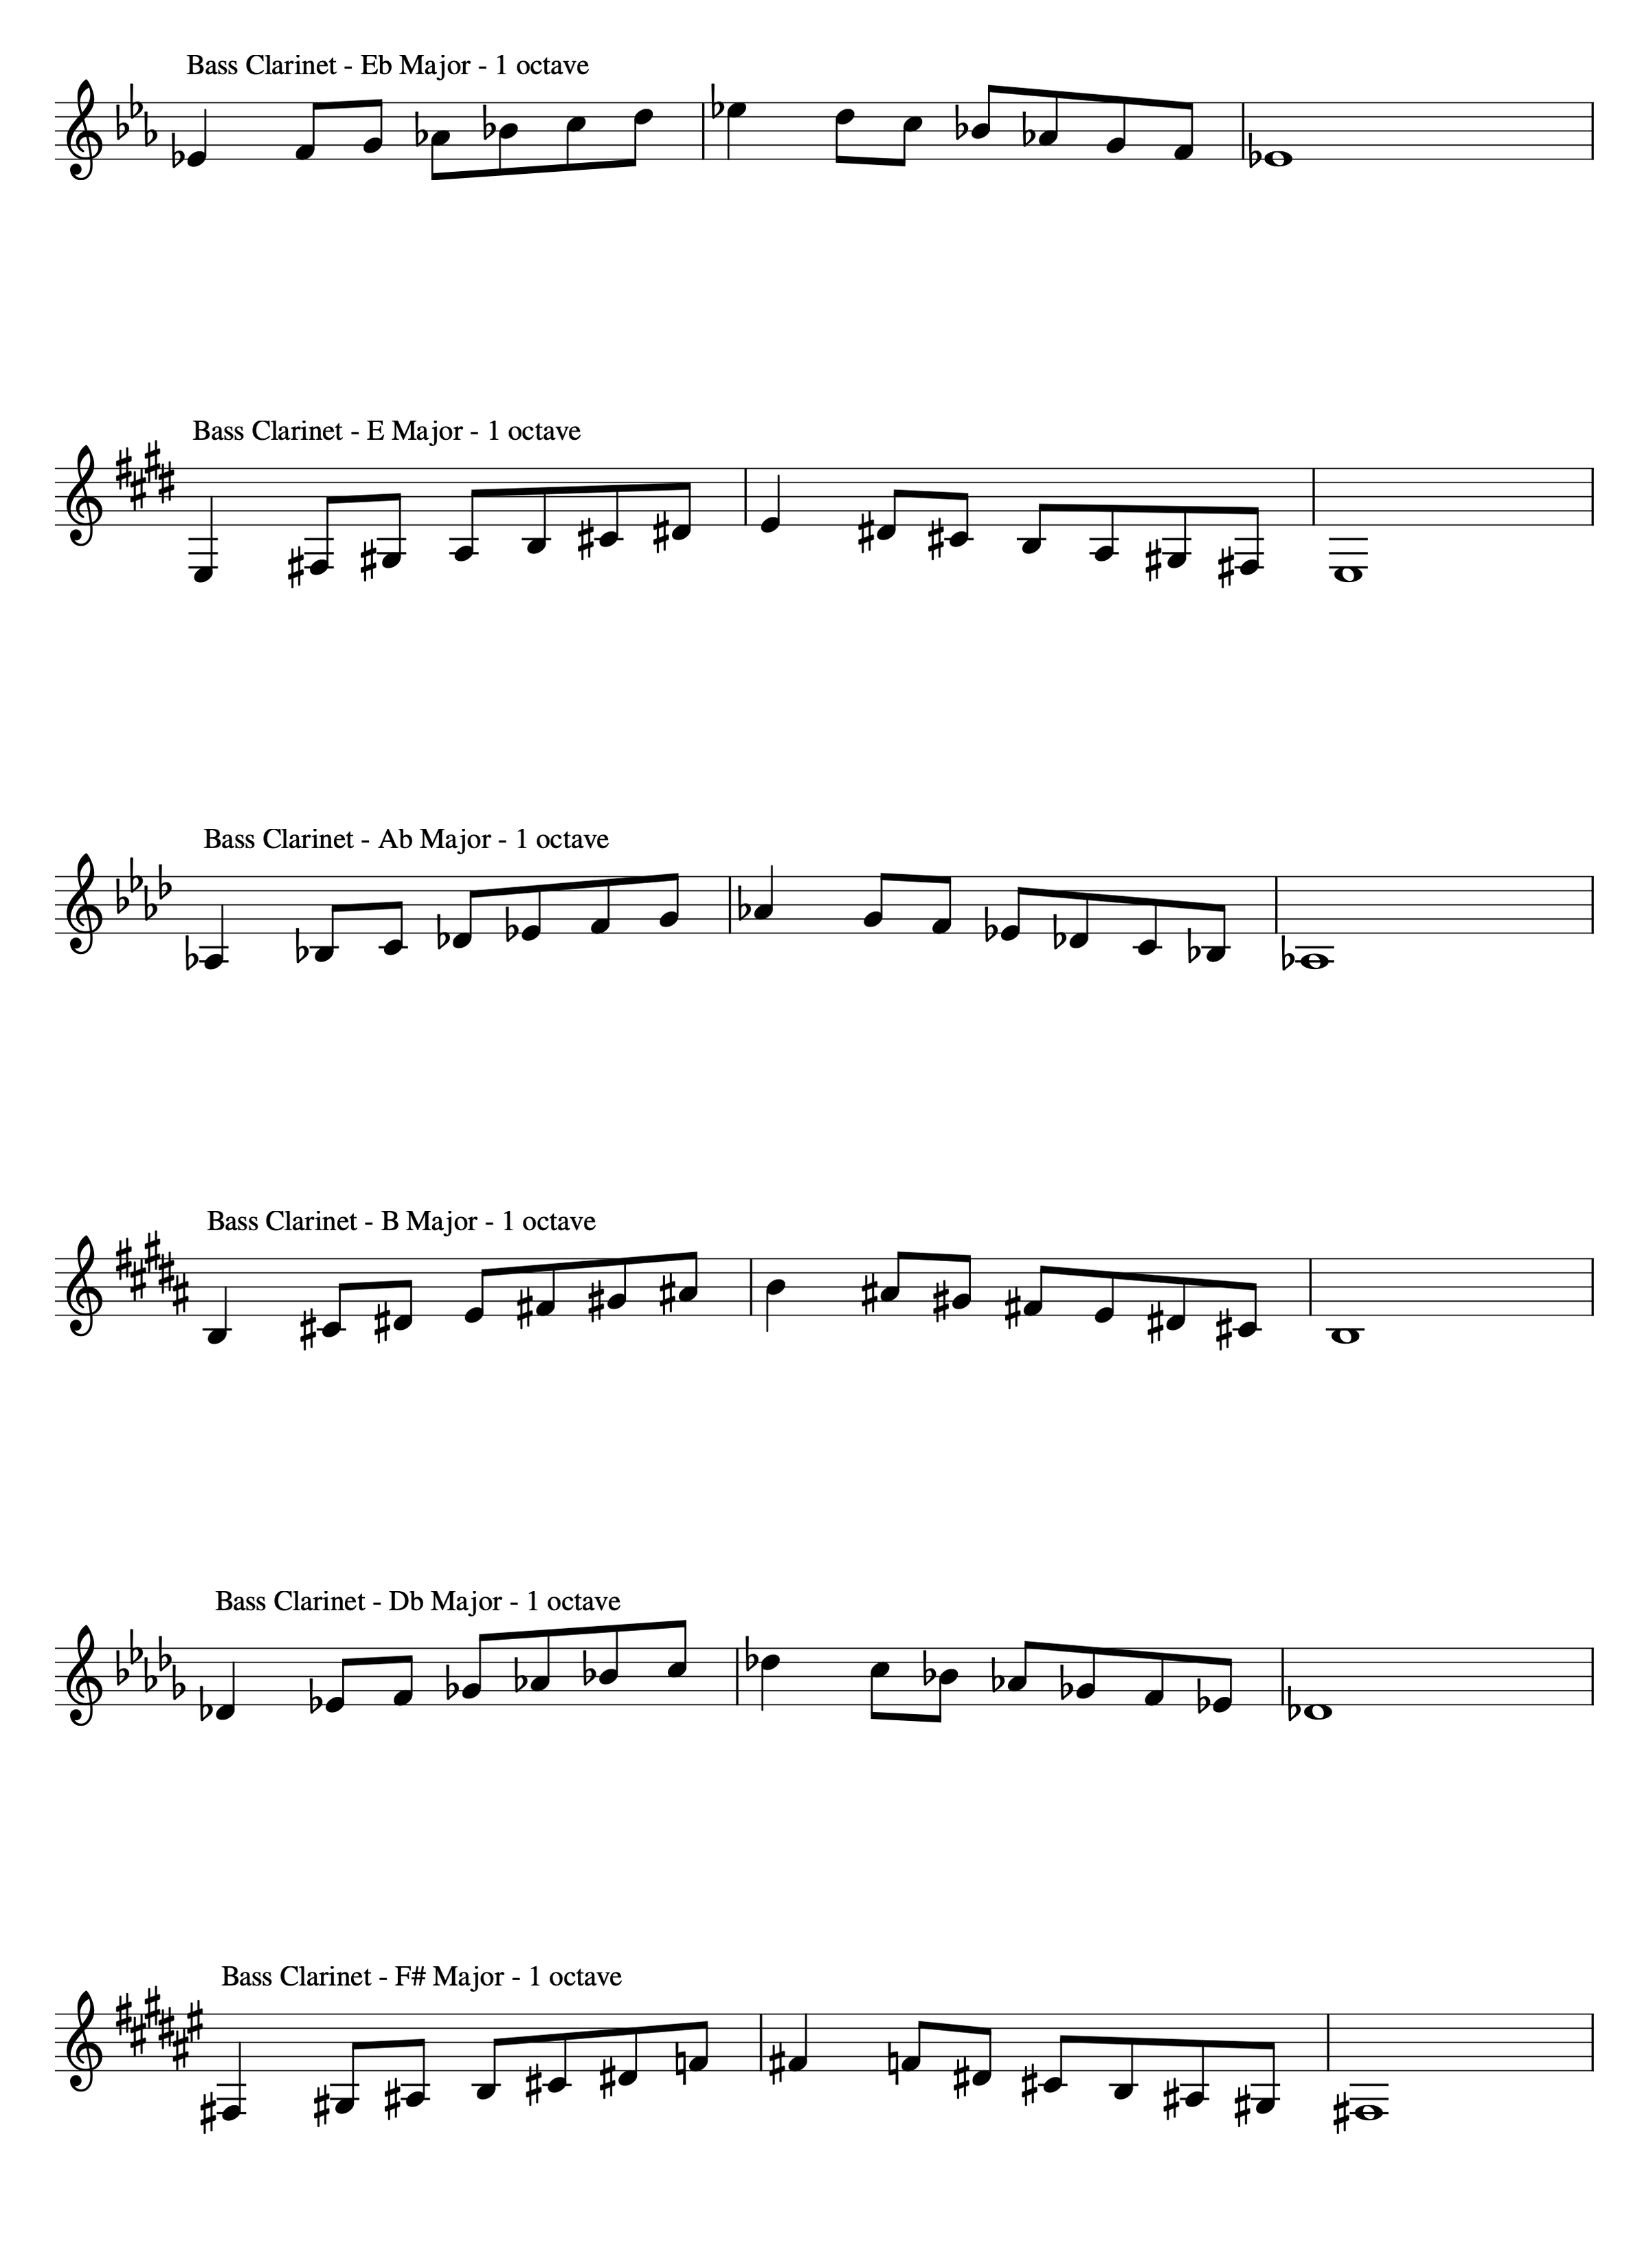 Bass Clarinet - Eb Major - 1 octave
Bass Clarinet - E Major - 1 octave
Bass Clarinet - Ab Major - 1 octave
Bass Clarinet - B Major - 1 octave
Bass Clarinet - Db Major - 1 octave
Bass Clarinet - F# Major - 1 octave